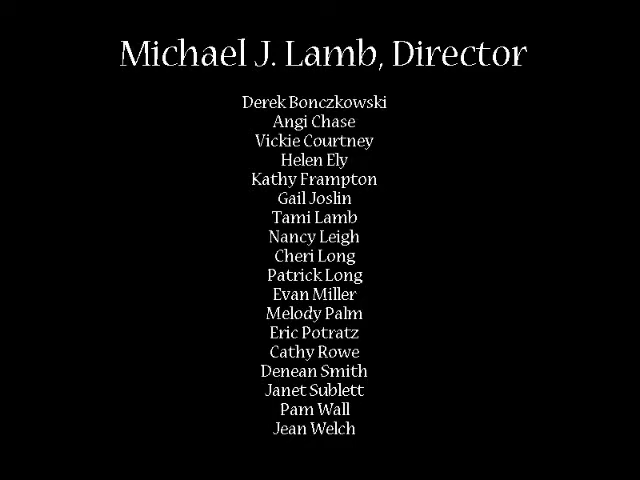 Michael J. Lamb, Director
Derek Bonczkowski
Angi Chase
Vickie Courtney
Helen Ely
Kathy Frampton
Gail Joslin
Tami Lamb
Nancy Leigh
Cheri Long
Patrick Long
Evan Miller
Melody Palm
Eric Potratz
Cathy Rowe
Denean Smith
Janet Sublett
Pam Wall
Jean Welch